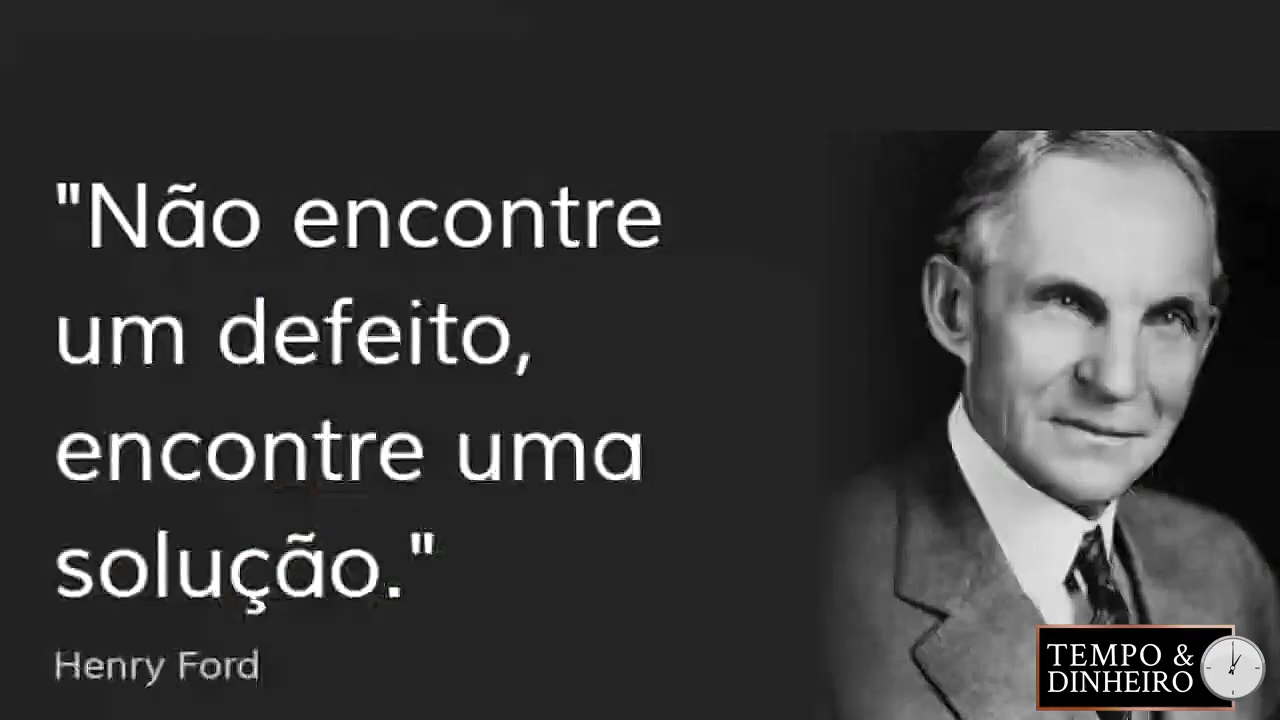 "Não encontre
um defeito,
encontre uma
solução."
Henry Ford
TEMPO &
DINHEIRO